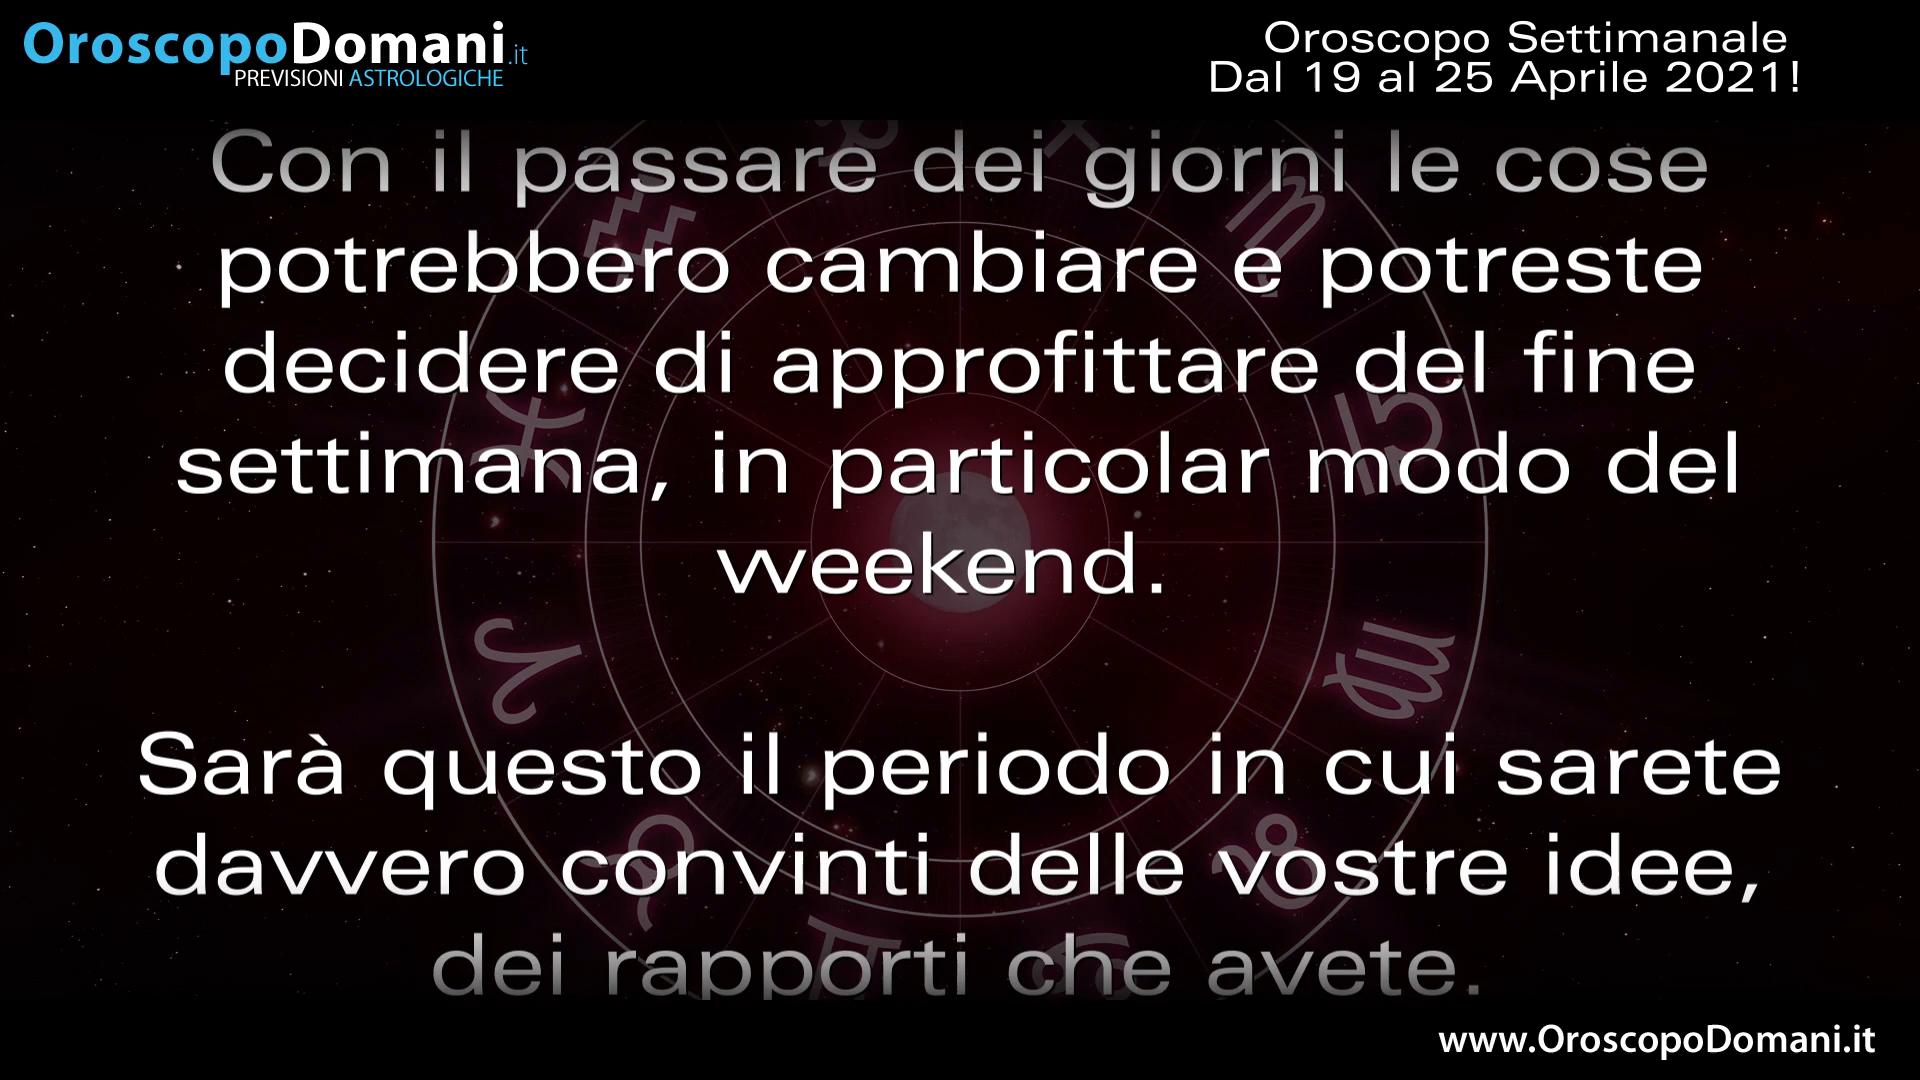 OroscopoDomani.it
PREVISIONI ASTROLOGICHE
Oroscopo Settimanale
Dal 19 al 25 Aprile 2021!
Con il passare dei giorni le cose
potrebbero cambiare e potreste
decidere di approfittare del fine
settimana, in particolar modo del
weekend.
Sarà questo il periodo in cui sarete
davvero convinti delle vostre idee,
dei rapporti che avete.
www.OroscopoDomani.it